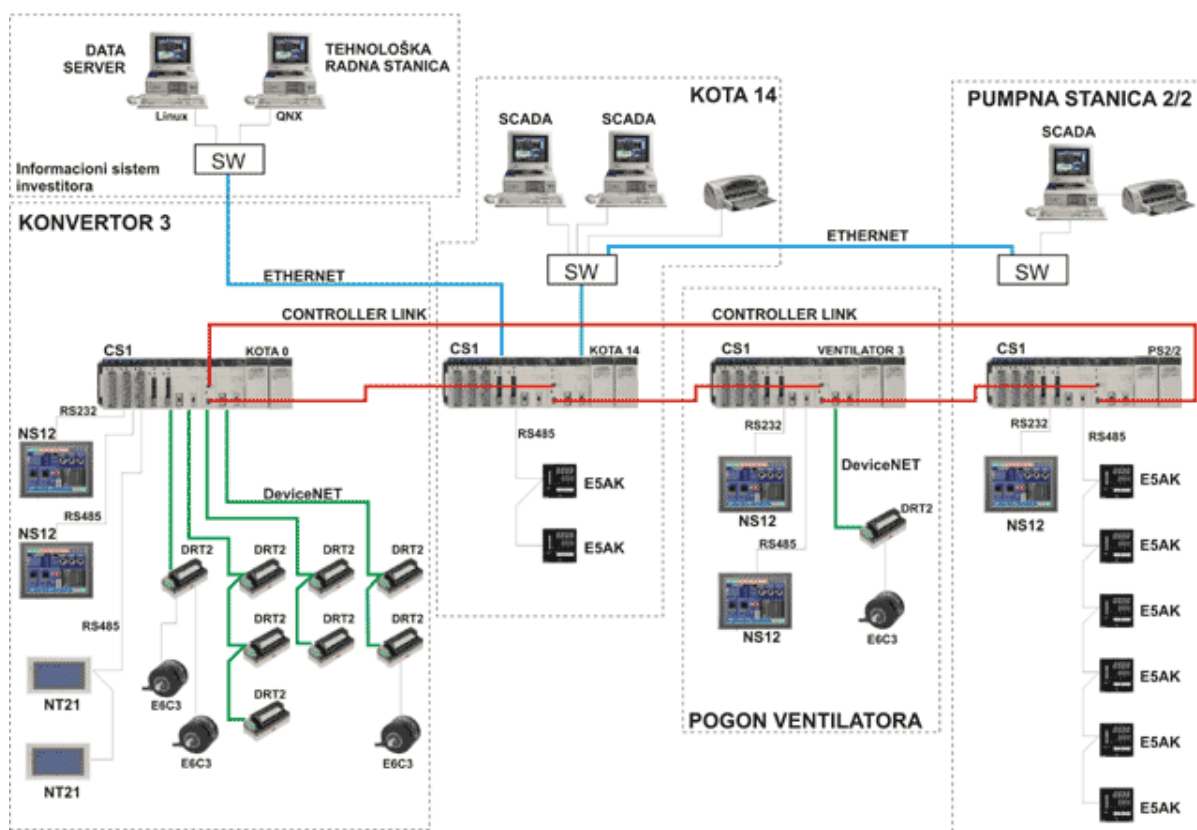 DATA
SERVER
Linux
TEHNOLOŠKA
RADNA STANICA
QNX
SW
Informacioni sistem
investitora
KOTA 14
SCADA
SCADA
SW
PUMPNA STANICA 2/2
SCADA
ETHERNET
SW
KONVERTOR 3
ETHERNET
CONTROLLER LINK
CONTROLLER LINK
CS1
KOTA 0
CS1
KOTA 14
CS1
VENTILATOR 3
CS1
PS2/2
RS232
NS12
RS485
NS12
RS485
NT21
NT21
DeviceNET
DRT2
DRT2
DRT2
DRT2
DRT2
DRT2
DRT2
DRT2
E6C3
E6C3
E6C3
RS485
E5AK
E5AK
RS232
NS12
RS485
NS12
DeviceNET
DRT2
E6C3
POGON VENTILATORA
RS232
NS12
RS485
E5AK
E5AK
E5AK
E5AK
E5AK
E5AK